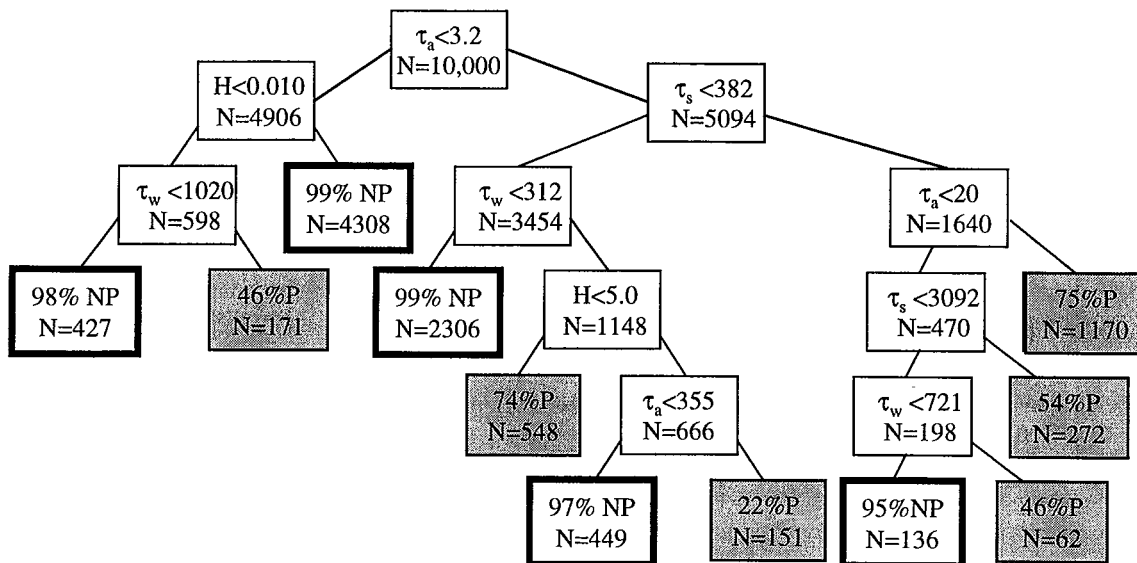 τa<3.2
N=10,000
H<0.010
N=4906
τs <382
N=5094
τw <1020
N=598
99% NP
N=4308
τw <312
N=3454
τa<20
N=1640
98% NP
N=427
46%P
N=171
99% NP
N=2306
H<5.0
N=1148
τs<3092
N=470
75%P
N=1170
74%P
N=548
τa<355
N=666
τw<721
N=198
54%P
N=272
97% NP
N=449
22%P
N=151
95%NP
N=136
46%P
N=62